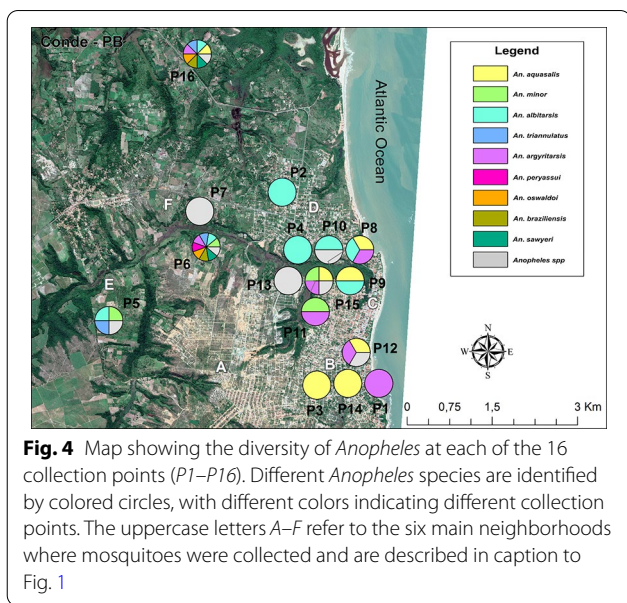 Conde - PB
P16
Atlantic Ocean
P2
P7
F
D
P4
P10
P8
P6
P13
P9
E
P15
C
P5
P11
P12
A
B
P3
P14
P1
Legend
An. aquasalis
An. minor
An. albitarsis
An. triannulatus
An. argyritarsis
An. peryassui
An. oswaldoi
An. braziliensis
An. sawyeri
Anopheles spp
N
W
E
S
0 0,75 1,5 3 Km
Fig. 4 Map showing the diversity of Anopheles at each of the 16
collection points (P1–P16). Different Anopheles species are identified
by colored circles, with different colors indicating different collection
points. The uppercase letters A–F refer to the six main neighborhoods
where mosquitoes were collected and are described in caption to
Fig. 1